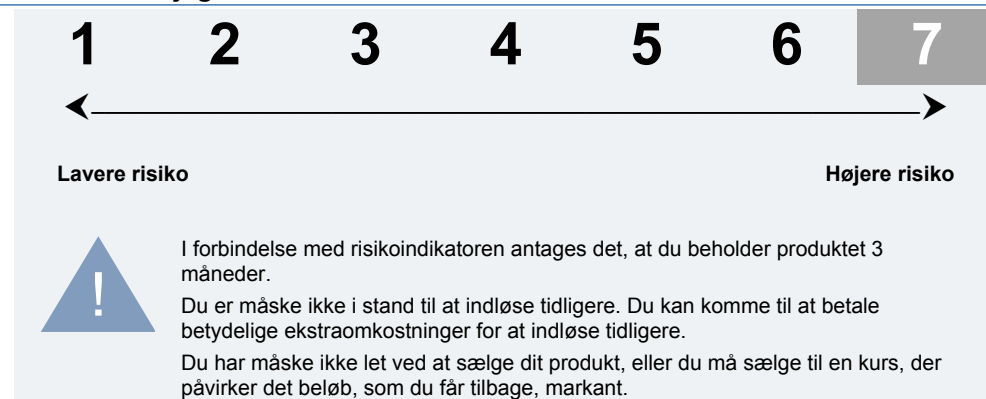 1 2 3 4 5 6 7
Lavere risiko Højere risiko
!
I forbindelse med risikoindikatoren antages det, at du beholder produktet 3
måneder.
Du er måske ikke i stand til at indløse tidligere. Du kan komme til at betale
betydelige ekstraomkostninger for at indløse tidligere.
Du har måske ikke let ved at sælge dit produkt, eller du må sælge til en kurs, der
påvirker det beløb, som du får tilbage, markant.